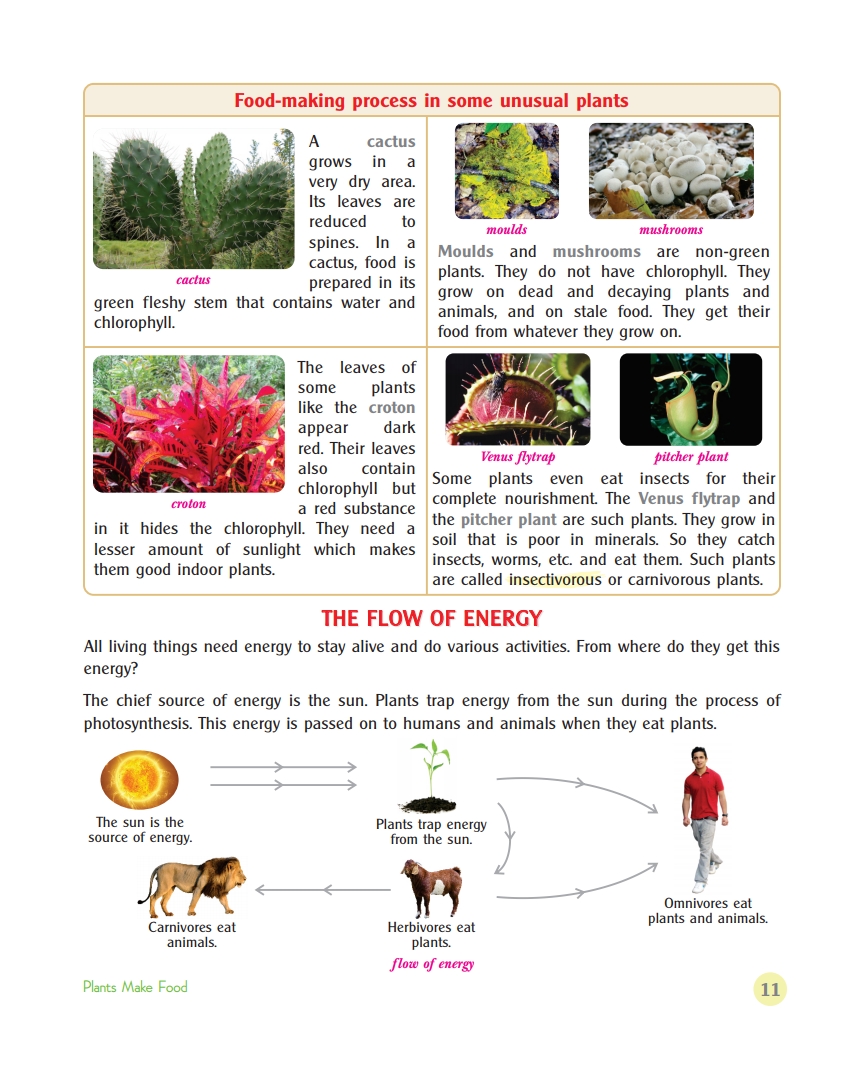 Food-making process in some unusual plants
A cactus
grows in a
very dry area.
Its leaves are
reduced to
spines. In a
cactus, food is
prepared in its
cactus
green fleshy stem that contains water and
chlorophyll.
moulds
mushrooms
Moulds and mushrooms are non-green
plants. They do not have chlorophyll. They
grow on dead and decaying plants and
animals, and on stale food. They get their
food from whatever they grow on.
The leaves of
some plants
like the croton
appear dark
red. Their leaves
also contain
chlorophyll but
a red substance
croton
in it hides the chlorophyll. They need a
lesser amount of sunlight which makes
them good indoor plants.
Venus flytrap
pitcher plant
Some plants even eat insects for their
complete nourishment. The Venus flytrap and
the pitcher plant are such plants. They grow in
soil that is poor in minerals. So they catch
insects, worms, etc. and eat them. Such plants
are called insectivorous or carnivorous plants.
THE FLOW OF ENERGY
All living things need energy to stay alive and do various activities. From where do they get this
energy?
The chief source of energy is the sun. Plants trap energy from the sun during the process of
photosynthesis. This energy is passed on to humans and animals when they eat plants.
The sun is the
source of energy.
Plants trap energy
from the sun.
Carnivores eat
animals.
Herbivores eat
plants.
Omnivores eat
plants and animals.
flow of energy
Plants Make Food
11